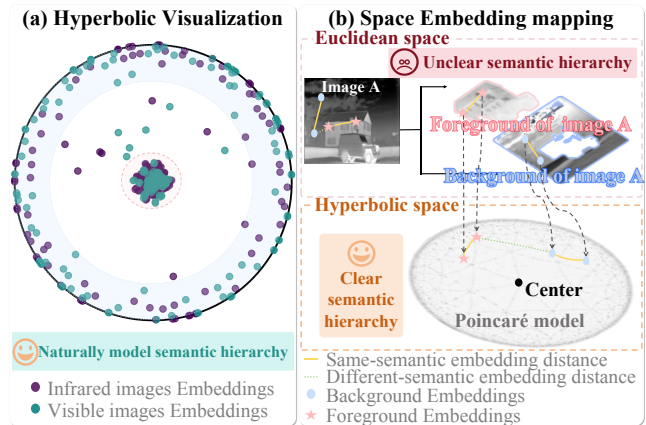 (a) Hyperbolic Visualization
Naturally model semantic hierarchy
Infrared images Embeddings
Visible images Embeddings
(b) Space Embedding mapping
Euclidean space
Unclear semantic hierarchy
Image A
Foreground of image A
Background of image A
Hyperbolic space
Clear
semantic
hierarchy
Center
Poincaré model
Same-semantic embedding distance
Different-semantic embedding distance
Background Embeddings
Foreground Embeddings